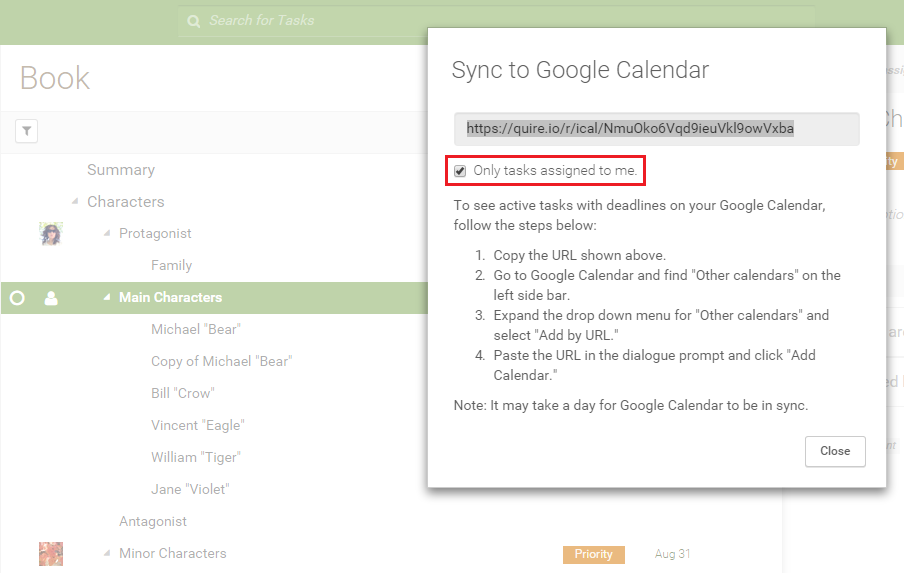 Search for Tasks
Book
Summary
Characters
Protagonist
Family
Main Characters
Michael "Bear"
Copy of Michael "Bear"
Bill "Crow"
Vincent "Eagle"
William "Tiger"
Jane "Violet"
Antagonist
Minor Characters
Priority
Aug 31
Sync to Google Calendar
https://quire.io/r/ical/NmuOko6Vqd9ieuVkl9owVxba
Only tasks assigned to me.
To see active tasks with deadlines on your Google Calendar,
follow the steps below:
1. Copy the URL shown above.
2. Go to Google Calendar and find "Other calendars" on the
left side bar.
3. Expand the drop down menu for "Other calendars" and
select "Add by URL."
4. Paste the URL in the dialogue prompt and click "Add
Calendar."
Note: It may take a day for Google Calendar to be in sync.
Close